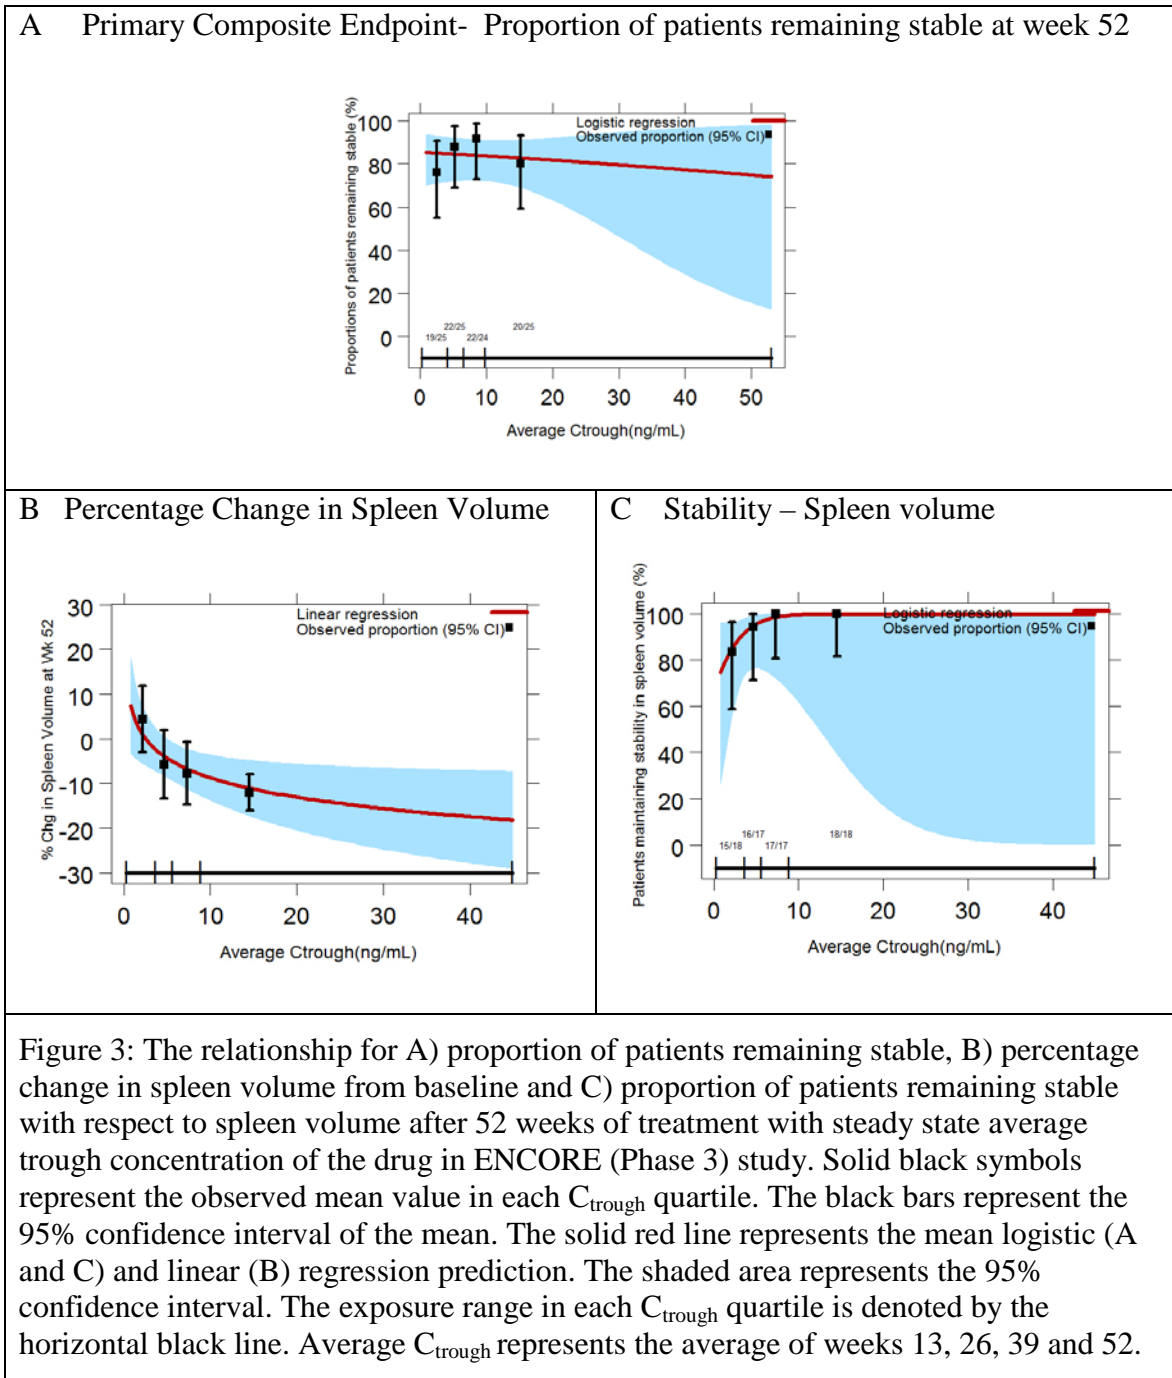 A Primary Composite Endpoint- Proportion of patients remaining stable at week 52
Proportions of patients remaining stable (%)
100
80
60
40
20
0
Logistic regression
Observed proportion (95% CI)
19/25
22/25
22/24
20/25
0 10 20 30 40 50
Average Ctrough(ng/mL)
B Percentage Change in Spleen Volume
% Chg in Spleen Volume at Wk 52
30
20
10
0
-10
-20
-30
Linear regression
Observed proportion (95% CI)
0 10 20 30 40
Average Ctrough(ng/mL)
C Stability – Spleen volume
Patients maintaining stability in spleen volume (%)
100
80
60
40
20
0
Logistic regression
Observed proportion (95% CI)
15/18
16/17
17/17
18/18
0 10 20 30 40
Average Ctrough(ng/mL)
Figure 3: The relationship for A) proportion of patients remaining stable, B) percentage
change in spleen volume from baseline and C) proportion of patients remaining stable
with respect to spleen volume after 52 weeks of treatment with steady state average
trough concentration of the drug in ENCORE (Phase 3) study. Solid black symbols
represent the observed mean value in each Ctrough quartile. The black bars represent the
95% confidence interval of the mean. The solid red line represents the mean logistic (A
and C) and linear (B) regression prediction. The shaded area represents the 95%
confidence interval. The exposure range in each Ctrough quartile is denoted by the
horizontal black line. Average Ctrough represents the average of weeks 13, 26, 39 and 52.